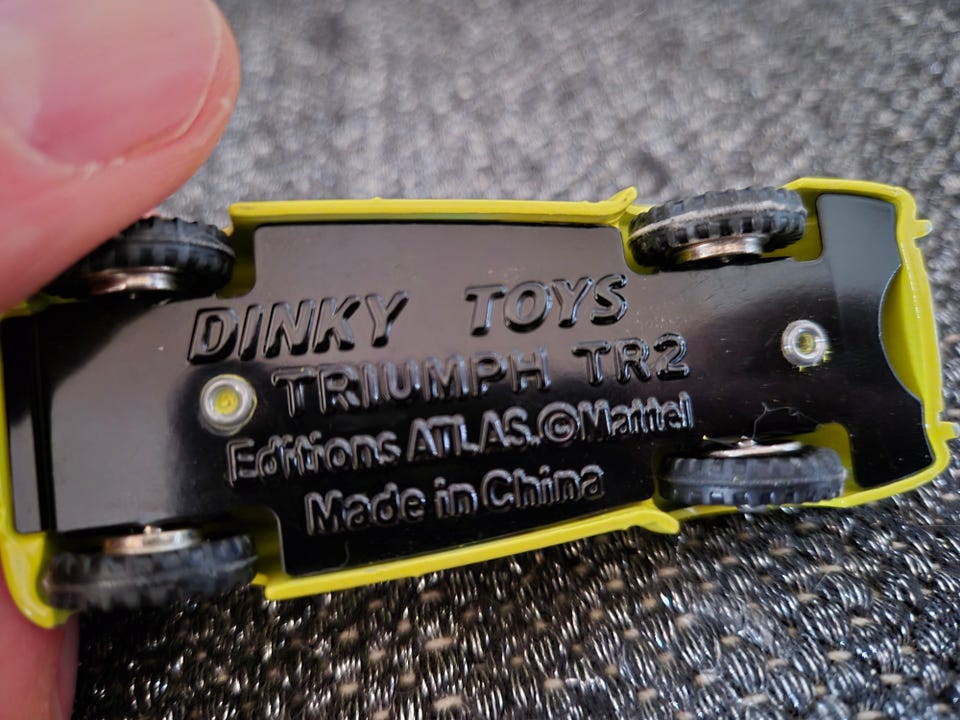 DINKY TOYS
TRIUMPH TR2
Editions ATLAS.©Mattel
Made in China